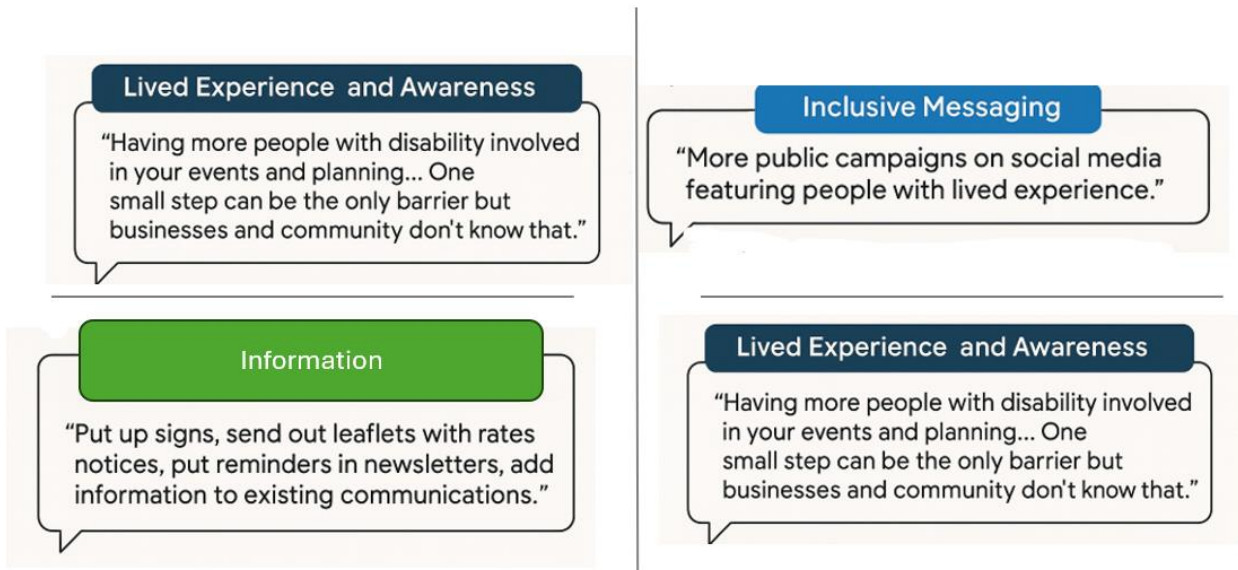 Lived Experience and Awareness
“Having more people with disability involved
in your events and planning... One
small step can be the only barrier but
businesses and community don't know that.”
Inclusive Messaging
“More public campaigns on social media
featuring people with lived experience.”
Information
“Put up signs, send out leaflets with rates
notices, put reminders in newsletters, add
information to existing communications.”
Lived Experience and Awareness
“Having more people with disability involved
in your events and planning... One
small step can be the only barrier but
businesses and community don't know that.”